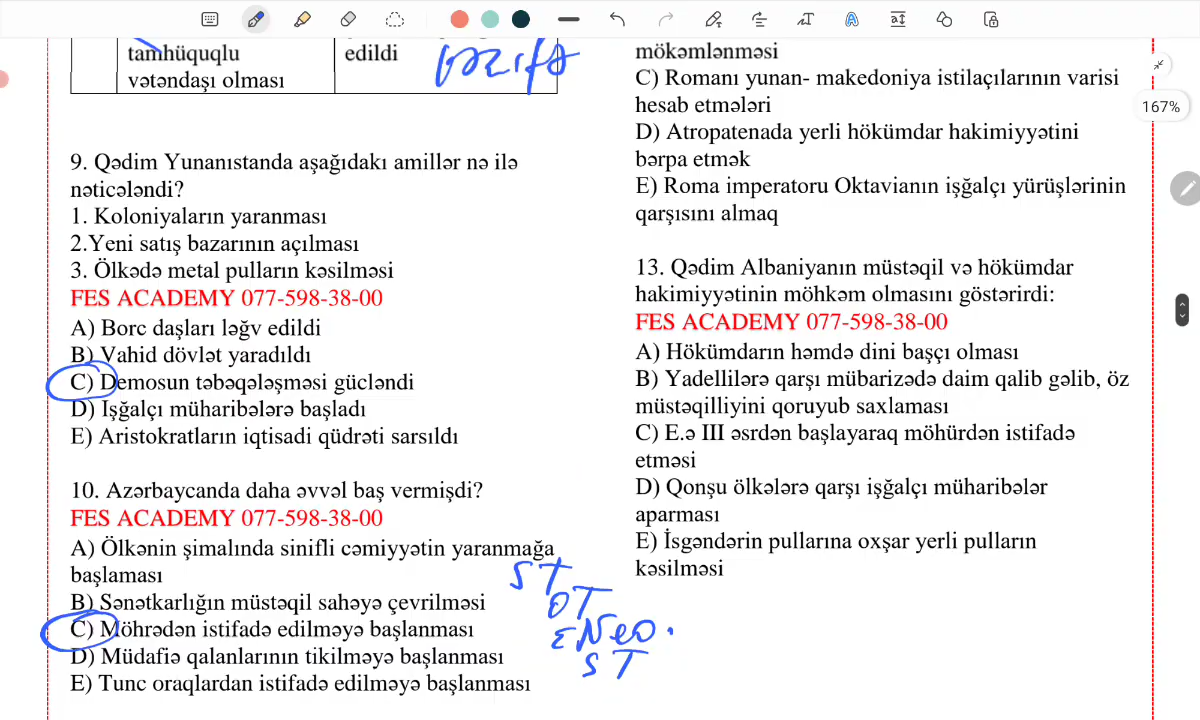 167%
tamhüquqlu
vətəndaşı olması
edildi
vəzifə
9. Qədim Yunanıstanda aşağıdakı amillər nə ilə
nəticələndi?
1. Koloniyaların yaranması
2.Yeni satış bazarının açılması
3. Ölkədə metal pulların kəsilməsi
FES ACADEMY 077-598-38-00
A) Borc daşları ləğv edildi
B) Vahid dövlət yaradıldı
C) Demosun təbəqələşməsi gücləndi
D) Işğalçı müharibələrə başladı
E) Aristokratların iqtisadi qüdrəti sarsıldı
10. Azərbaycanda daha əvvəl baş vermişdi?
FES ACADEMY 077-598-38-00
A) Ölkənin şimalında sinifli cəmiyyətin yaranmağa
başlaması
B) Sənətkarlığın müstəqil sahəyə çevrilməsi
C) Möhrədən istifadə edilməyə başlanması
D) Müdafiə qalanlarının tikilməyə başlanması
E) Tunc oraqlardan istifadə edilməyə başlanması
ST
OT
ENeo.
ST
mökəmlənməsi
C) Romanı yunan- makedoniya istilaçılarının varisi
hesab etmələri
D) Atropatenada yerli hökümdar hakimiyyətini
bərpa etmək
E) Roma imperatoru Oktavianın işğalçı yürüşlərinin
qarşısını almaq
13. Qədim Albaniyanın müstəqil və hökümdar
hakimiyyətinin möhkəm olmasını göstərirdi:
FES ACADEMY 077-598-38-00
A) Hökümdarın həmdə dini başçı olması
B) Yadellilərə qarşı mübarizədə daim qalib gəlib, öz
müstəqilliyini qoruyub saxlaması
C) E.ə III əsrdən başlayaraq möhürdən istifadə
etməsi
D) Qonşu ölkələrə qarşı işğalçı müharibələr
aparması
E) İsgəndərin pullarına oxşar yerli pulların
kəsilməsi